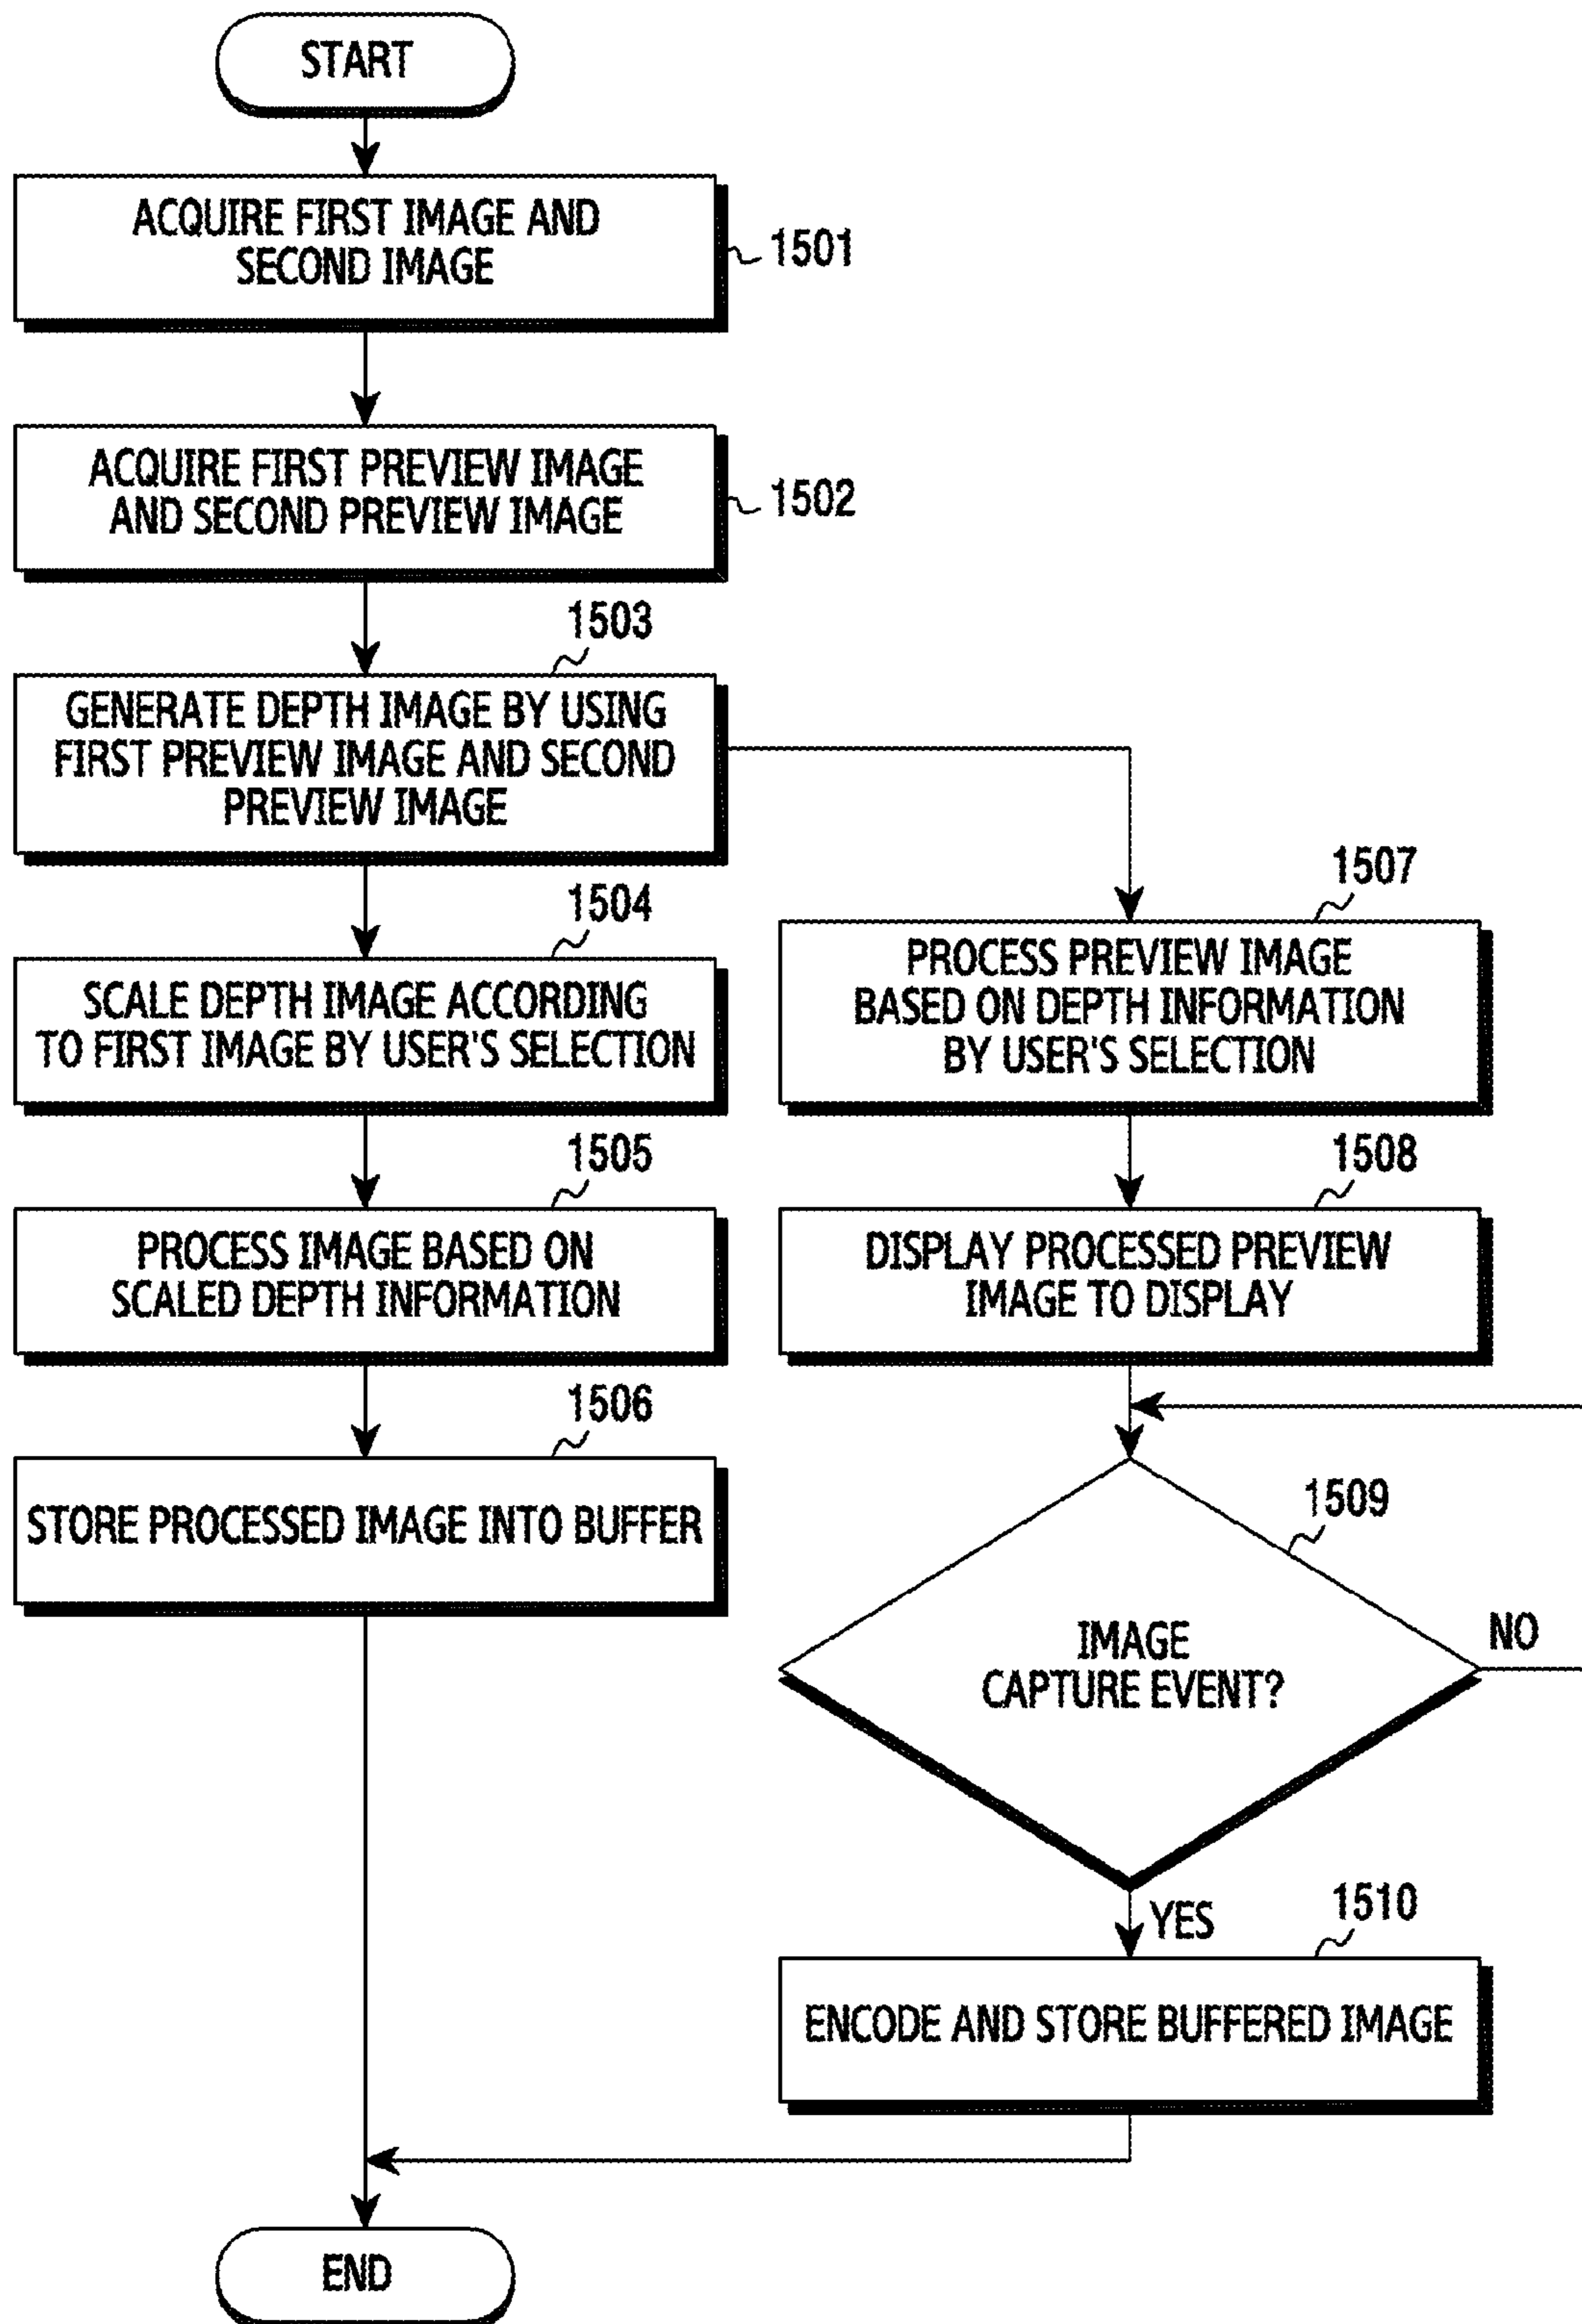 START
ACQUIRE FIRST IMAGE AND
SECOND IMAGE
1501
ACQUIRE FIRST PREVIEW IMAGE
AND SECOND PREVIEW IMAGE
1502
1503
GENERATE DEPTH IMAGE BY USING
FIRST PREVIEW IMAGE AND SECOND
PREVIEW IMAGE
1504
SCALE DEPTH IMAGE ACCORDING
TO FIRST IMAGE BY USER'S SELECTION
1505
PROCESS IMAGE BASED ON
SCALED DEPTH INFORMATION
1506
STORE PROCESSED IMAGE INTO BUFFER
1507
PROCESS PREVIEW IMAGE
BASED ON DEPTH INFORMATION
BY USER'S SELECTION
1508
DISPLAY PROCESSED PREVIEW
IMAGE TO DISPLAY
1509
IMAGE
CAPTURE EVENT?
NO
YES
1510
ENCODE AND STORE BUFFERED IMAGE
END